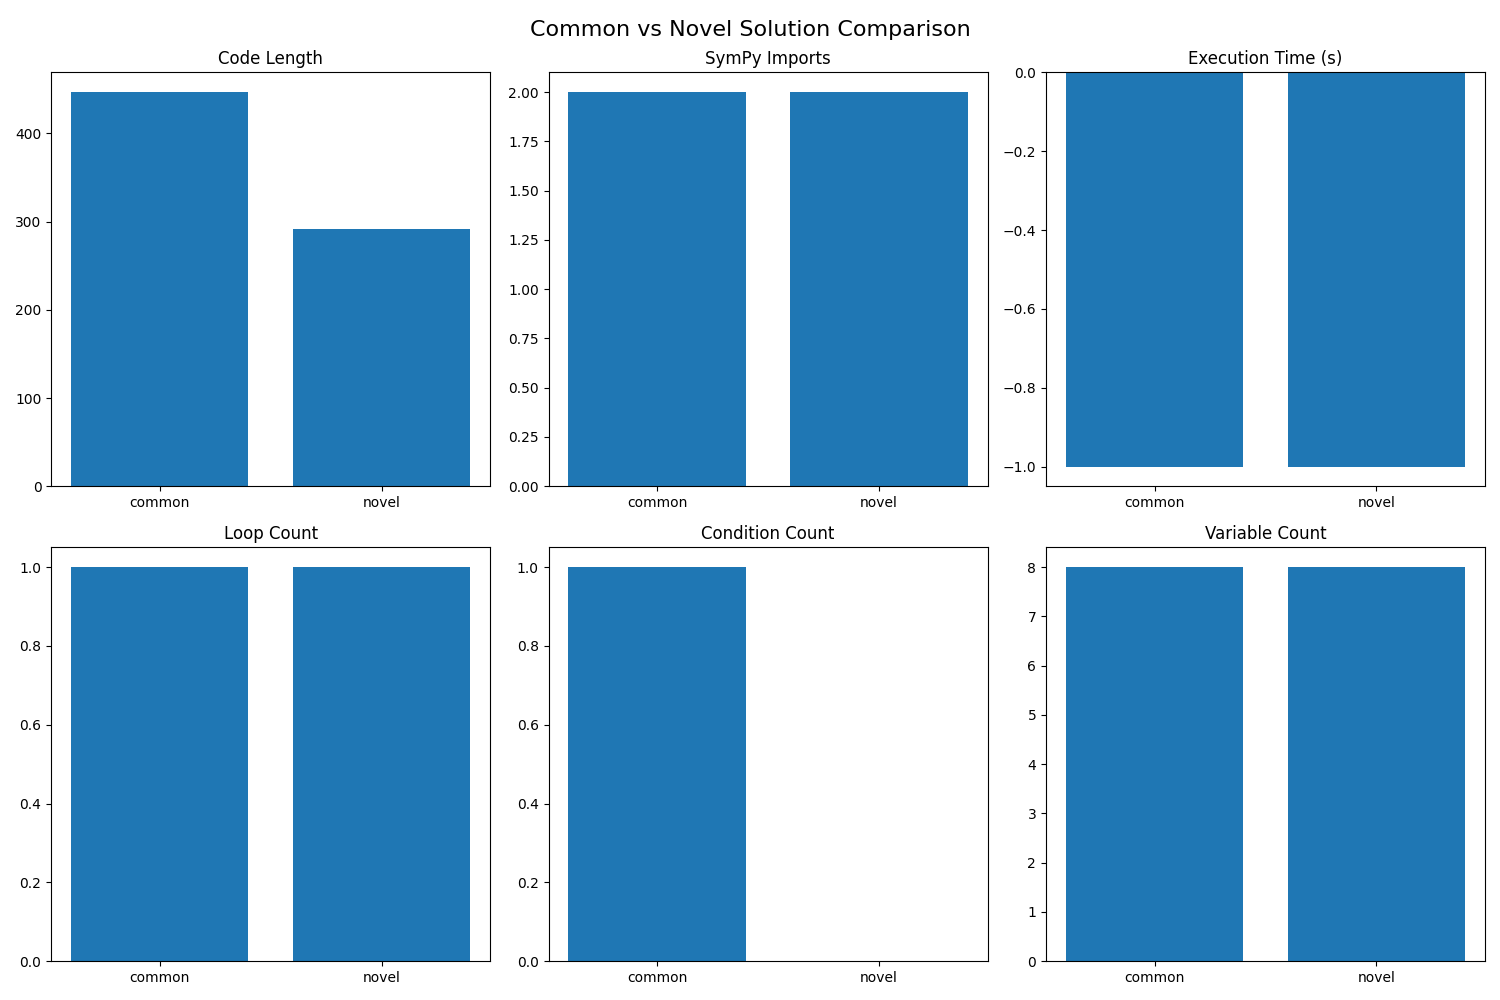 Common vs Novel Solution Comparison
Code Length
SymPy Imports
Execution Time (s)
400
300
200
100
0
common
novel
2.00
1.75
1.50
1.25
1.00
0.75
0.50
0.25
0.00
common
novel
0.0
−0.2
−0.4
−0.6
−0.8
−1.0
common
novel
Loop Count
Condition Count
Variable Count
1.0
0.8
0.6
0.4
0.2
0.0
common
novel
1.0
0.8
0.6
0.4
0.2
0.0
common
novel
8
7
6
5
4
3
2
1
0
common
novel